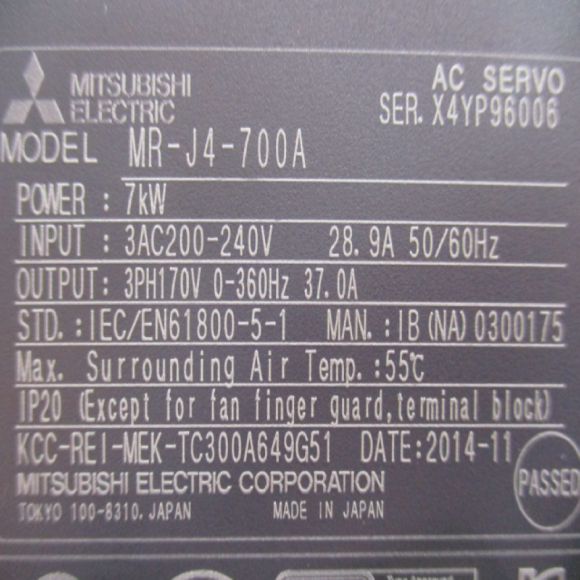 MITSUBISHI
ELECTRIC
AC SERVO
SER. X4YP96006
MODEL MR-J4-700A
POWER : 7kW
INPUT : 3AC200-240V 28.9A 50/60Hz
OUTPUT: 3PH170V 0-360Hz 37.0A
STD. : IEC/EN61800-5-1 MAN. : IB (NA) 0300175
Max. Surrounding Air Temp. :55℃
IP20 (Except for fan finger guard,terminal block)
KCC-REI-MEK-TC300A649G51 DATE:2014-11
MITSUBISHI ELECTRIC CORPORATION
PASSED
TOKYO 100-8310, JAPAN MADE IN JAPAN